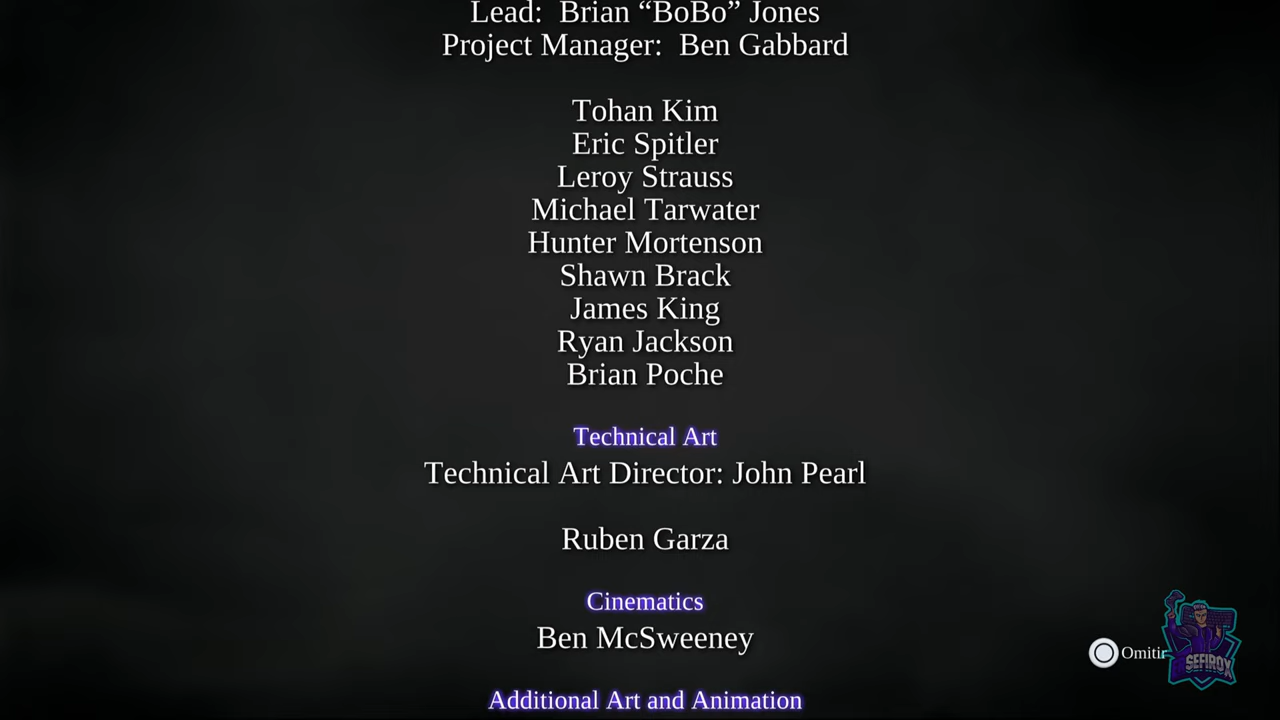 Lead:  Brian “BoBo” Jones
Project Manager:  Ben Gabbard
Tohan Kim
Eric Spitler
Leroy Strauss
Michael Tarwater
Hunter Mortenson
Shawn Brack
James King
Ryan Jackson
Brian Poche
Technical Art
Technical Art Director: John Pearl
Ruben Garza
Cinematics
Ben McSweeney
Omitir
SEFIROX
Additional Art and Animation